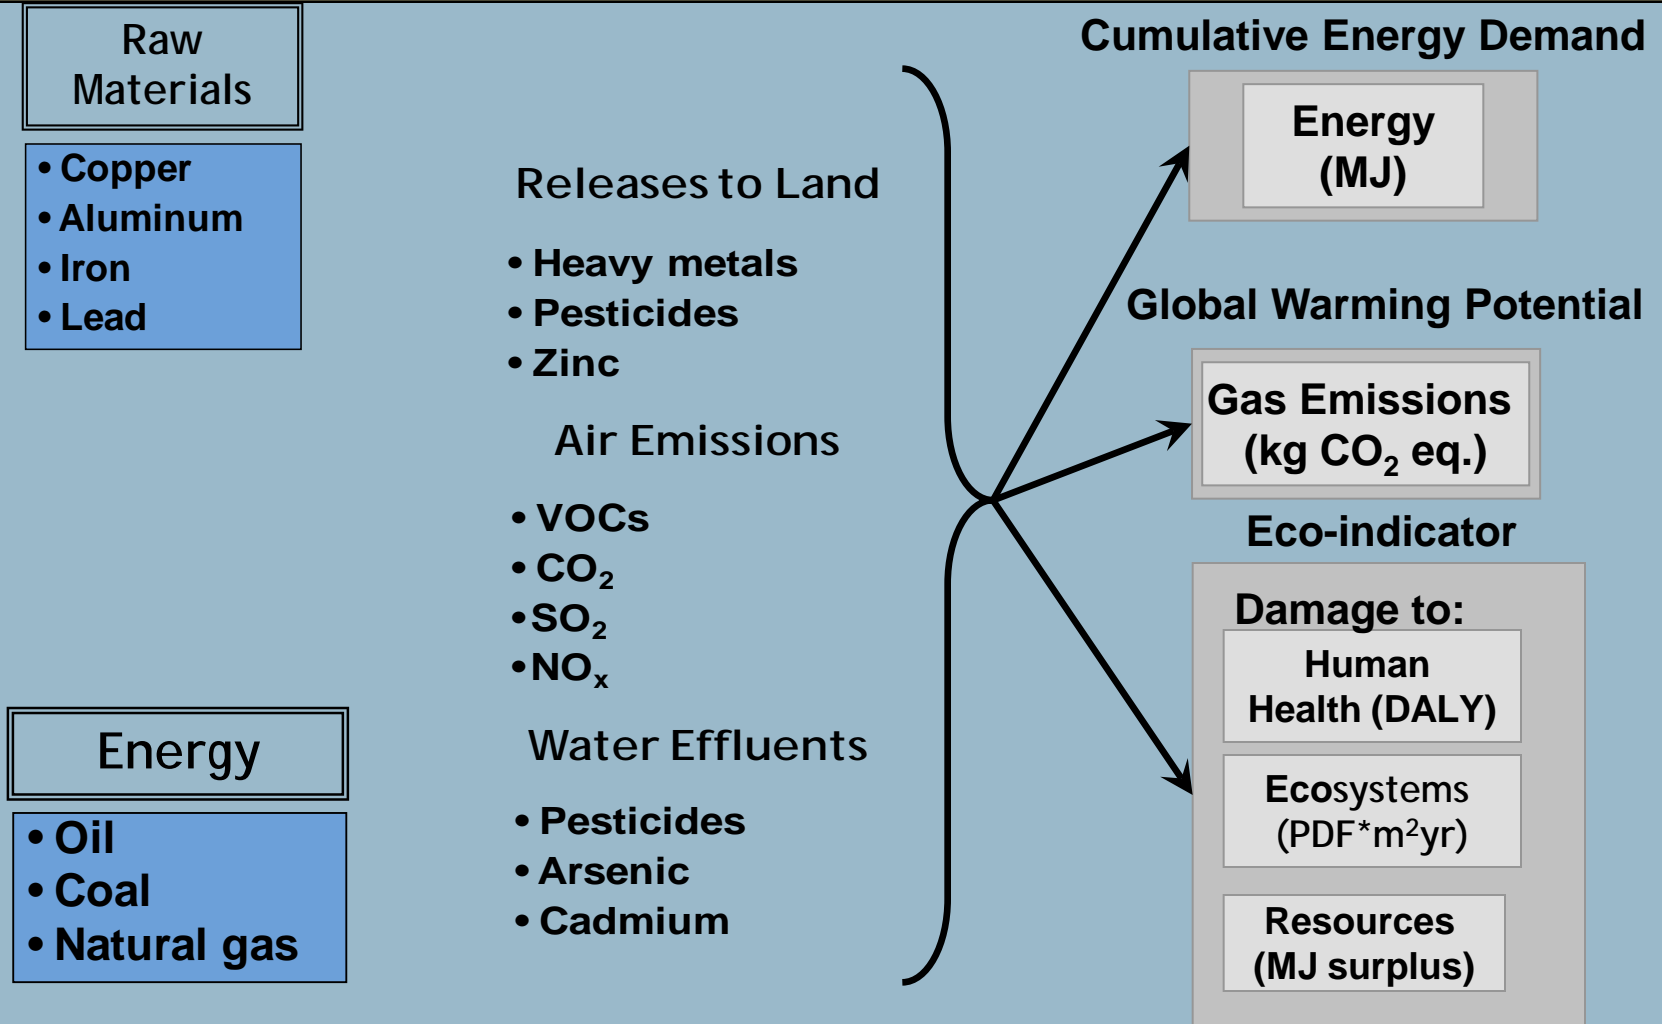 Raw
Materials
• Copper
• Aluminum
• Iron
• Lead
Energy
• Oil
• Coal
• Natural gas
Releases to Land
• Heavy metals
• Pesticides
• Zinc
Air Emissions
• VOCs
• CO₂
•SO₂
•NOₓ
Water Effluents
• Pesticides
• Arsenic
• Cadmium
Cumulative Energy Demand
Energy
(MJ)
Global Warming Potential
Gas Emissions
(kg CO₂ eq.)
Eco-indicator
Damage to:
Human
Health (DALY)
Ecosystems
(PDF*m²yr)
Resources
(MJ surplus)